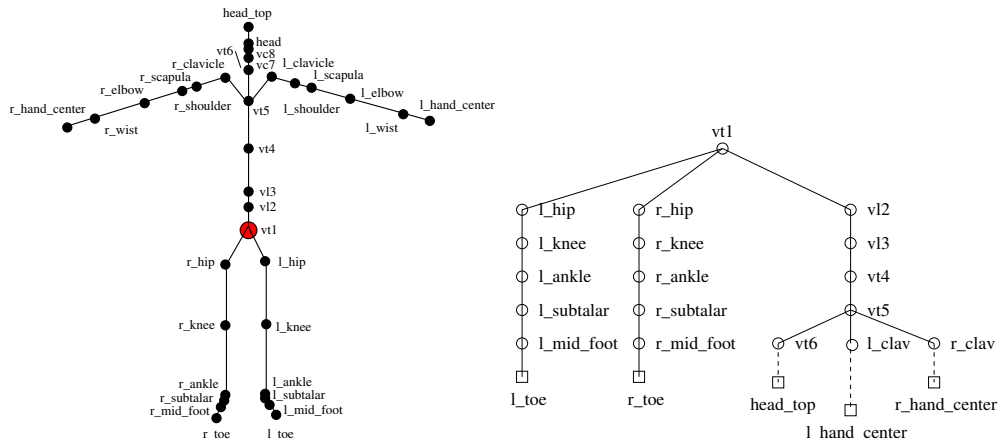 head_top
head
vt6
vc8
vc7
r_clavicle
l_clavicle
r_scapula
l_scapula
r_elbow
l_elbow
r_hand_center
r_shoulder
l_shoulder
l_hand_center
vt5
r_wist
l_wist
vt4
vl3
vl2
vt1
r_hip
l_hip
r_knee
l_knee
r_ankle
l_ankle
r_subtalar
l_subtalar
r_mid_foot
l_mid_foot
r_toe
l_toe
vt1
l_hip
r_hip
vl2
l_knee
r_knee
vl3
l_ankle
r_ankle
vt4
l_subtalar
r_subtalar
vt5
l_mid_foot
r_mid_foot
vt6
l_clav
r_clav
l_toe
r_toe
head_top
r_hand_center
l_hand_center